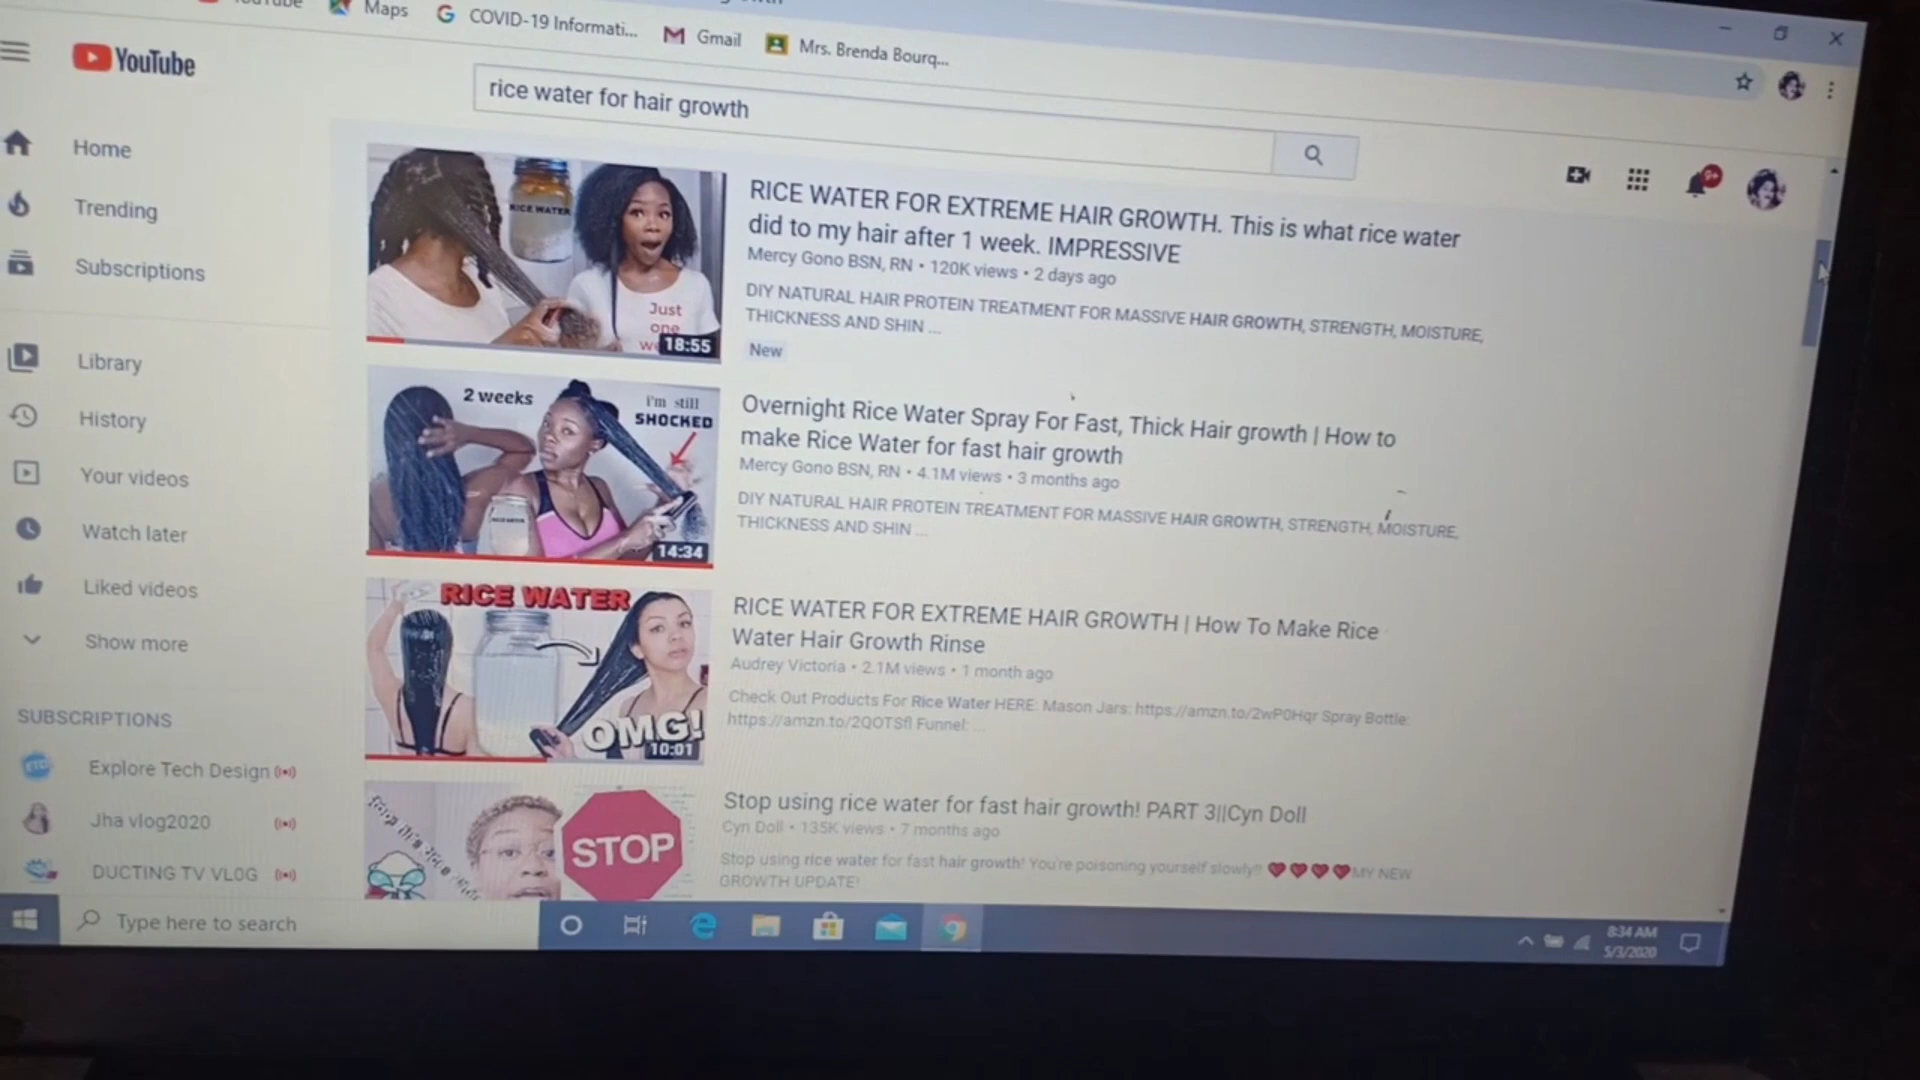 Maps
COVID-19 Informati...
Gmail
Mrs. Brenda Bourq...
YouTube
rice water for hair growth
Home
Trending
Subscriptions
Library
History
Your videos
Watch later
Liked videos
Show more
SUBSCRIPTIONS
Explore Tech Design
Jha vlog2020
DUCTING TV VLOG
9+
RICE WATER
Just
one
18:55
RICE WATER FOR EXTREME HAIR GROWTH. This is what rice water
did to my hair after 1 week. IMPRESSIVE
Mercy Gono BSN, RN • 120K views • 2 days ago
DIY NATURAL HAIR PROTEIN TREATMENT FOR MASSIVE HAIR GROWTH, STRENGTH, MOISTURE,
THICKNESS AND SHIN ...
New
2 weeks
i'm still
SHOCKED
14:34
Overnight Rice Water Spray For Fast, Thick Hair growth | How to
make Rice Water for fast hair growth
Mercy Gono BSN, RN • 4.1M views • 3 months ago
DIY NATURAL HAIR PROTEIN TREATMENT FOR MASSIVE HAIR GROWTH, STRENGTH, MOISTURE,
THICKNESS AND SHIN ...
RICE WATER
OMG!
10:01
RICE WATER FOR EXTREME HAIR GROWTH | How To Make Rice
Water Hair Growth Rinse
Audrey Victoria • 2.1M views • 1 month ago
Check Out Products For Rice Water HERE: Mason Jars: https://amzn.to/2wP0Hqr Spray Bottle:
https://amzn.to/2QOTSfl Funnel: ...
STOP
Stop using rice water for fast hair growth! PART 3||Cyn Doll
Cyn Doll • 135K views • 7 months ago
Stop using rice water for fast hair growth! You're poisoning yourself slowly!! ♥♥♥♥MY NEW
GROWTH UPDATE!
Type here to search
8:34 AM
5/3/2020